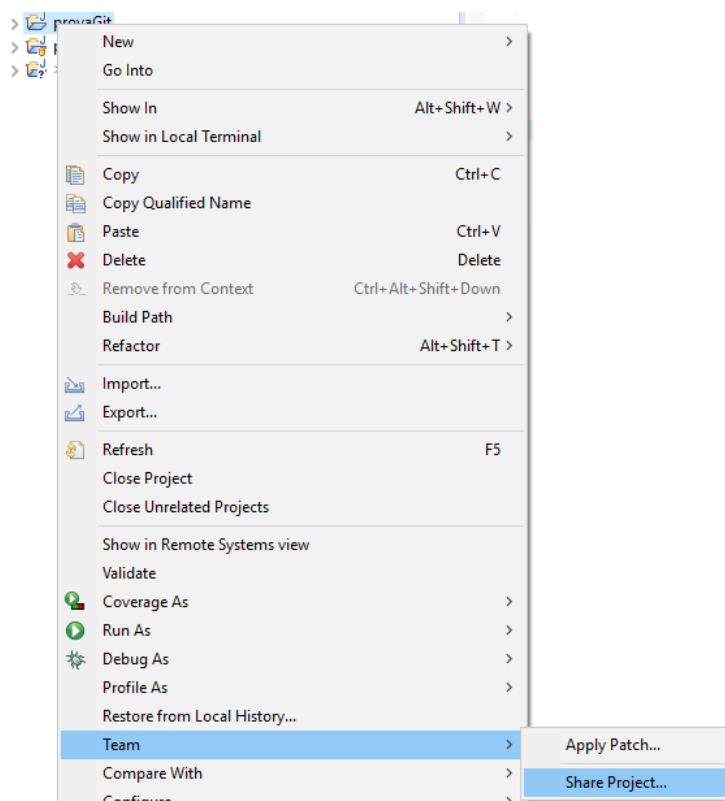 provaGit
New
Go Into
Show In Alt+Shift+W
Show in Local Terminal
Copy Ctrl+C
Copy Qualified Name
Paste Ctrl+V
Delete Delete
Remove from Context Ctrl+Alt+Shift+Down
Build Path
Refactor Alt+Shift+T
Import...
Export...
Refresh F5
Close Project
Close Unrelated Projects
Show in Remote Systems view
Validate
Coverage As
Run As
Debug As
Profile As
Restore from Local History...
Team
Apply Patch...
Compare With
Share Project...
Configure